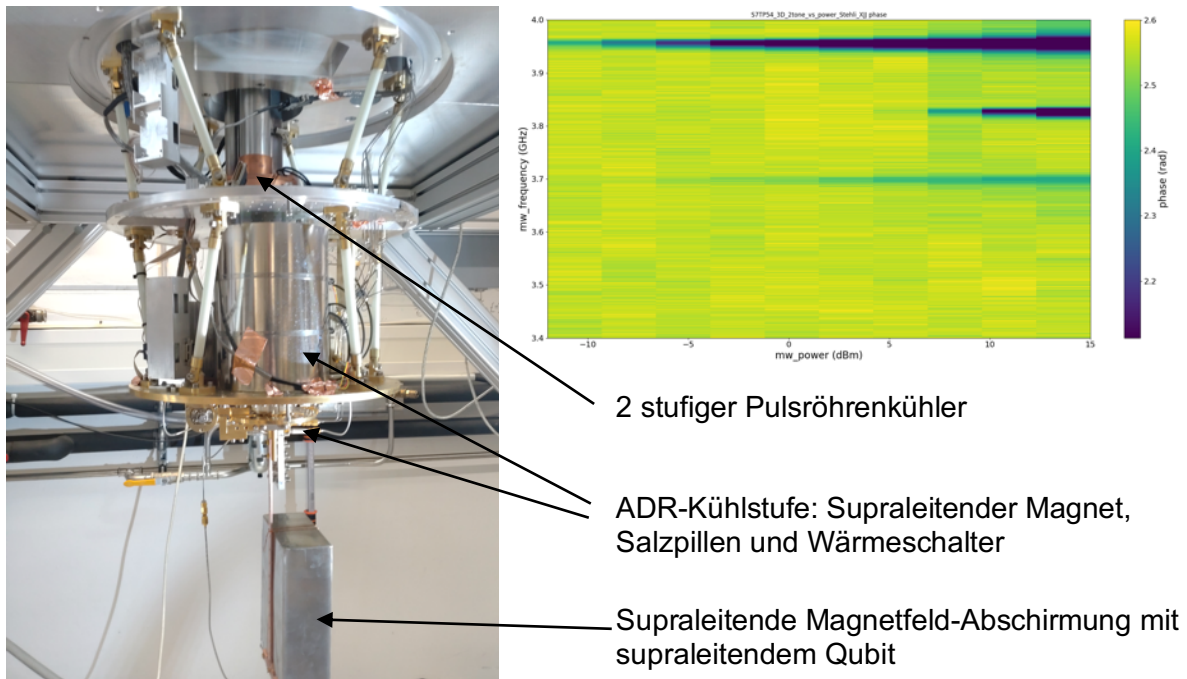 S7TP54_3D_2tone_vs_power_Stehli_XJJ phase
4.0
3.9
3.8
3.7
3.6
3.5
3.4
mw_frequency (GHz)
−10
−5
0
5
10
15
mw_power (dBm)
2.6
2.5
2.4
2.3
2.2
phase (rad)
2 stufiger Pulsröhrenkühler
ADR-Kühlstufe: Supraleitender Magnet,
Salzpillen und Wärmeschalter
Supraleitende Magnetfeld-Abschirmung mit
supraleitendem Qubit